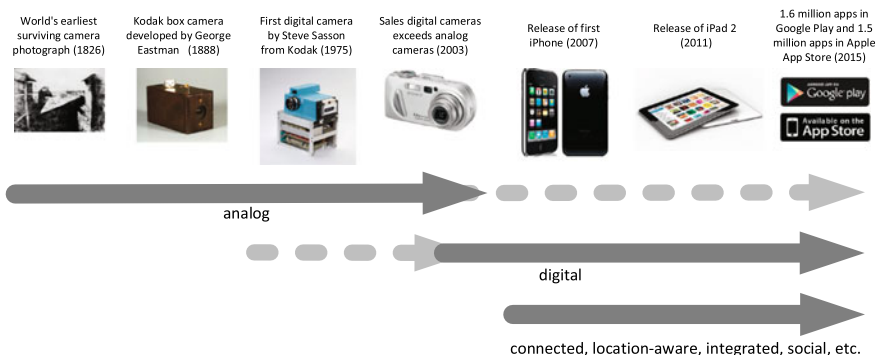 World's earliest
surviving camera
photograph (1826)
Kodak box camera
developed by George
Eastman (1888)
First digital camera
by Steve Sasson
from Kodak (1975)
Sales digital cameras
exceeds analog
cameras (2003)
Release of first
iPhone (2007)
Release of iPad 2
(2011)
1.6 million apps in
Google Play and 1.5
million apps in Apple
App Store (2015)
Google play
Available on the
App Store
analog
digital
connected, location-aware, integrated, social, etc.